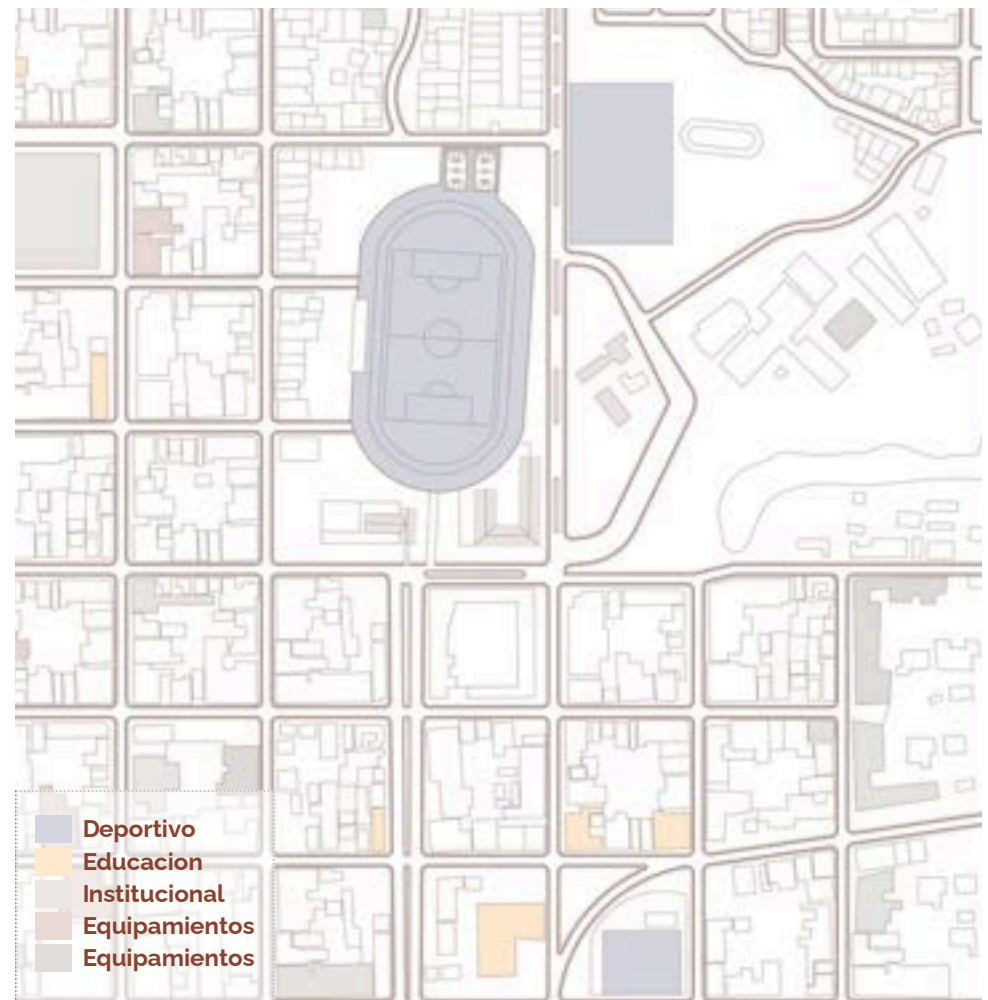 Deportivo
Educacion
Institucional
Equipamientos
Equipamientos